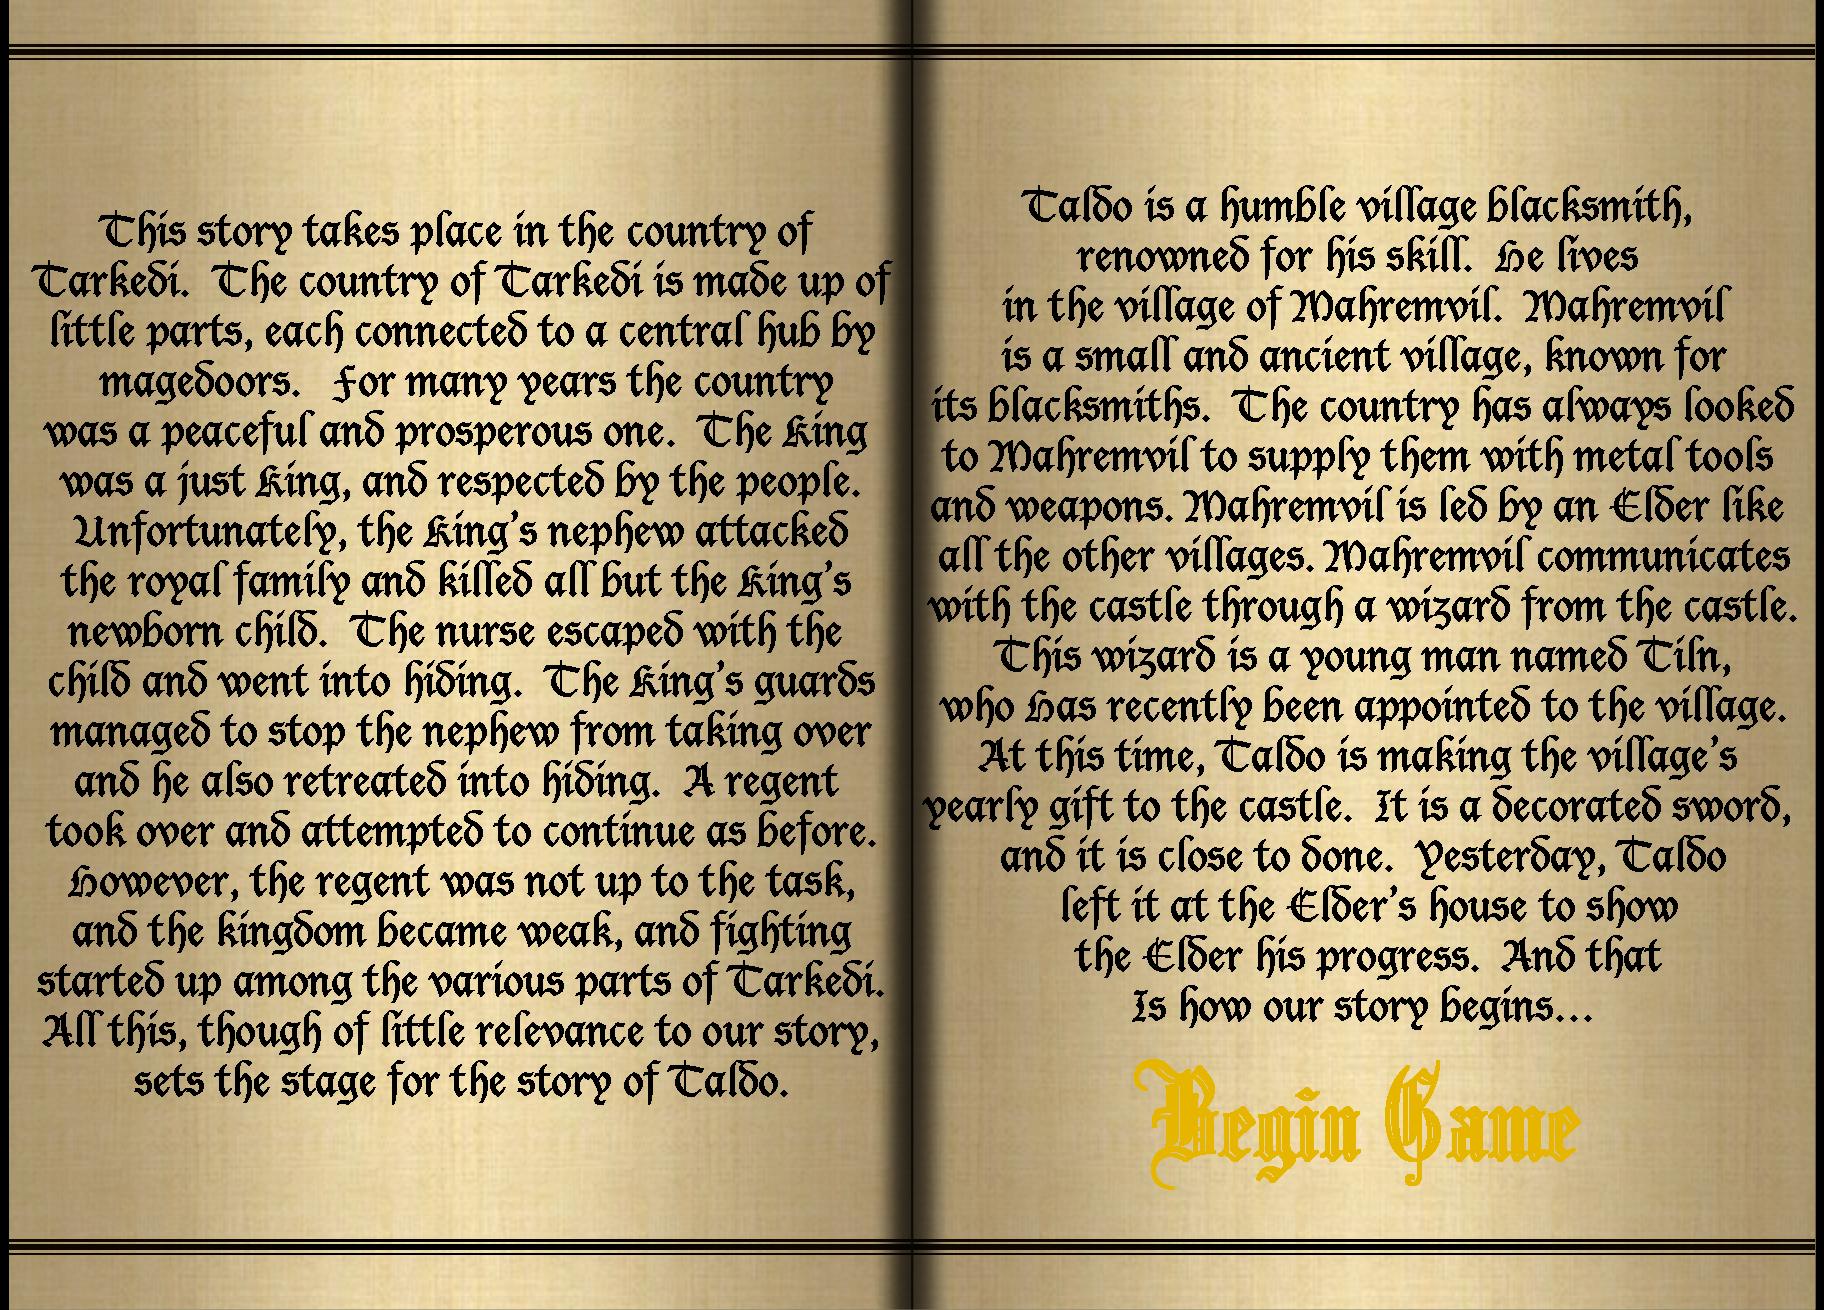 This story takes place in the country of
Tarkedi. The country of Tarkedi is made up of
little parts, each connected to a central hub by
magedoors. For many years the country
was a peaceful and prosperous one. The King
was a just King, and respected by the people.
Unfortunately, the King's nephew attacked
the royal family and killed all but the King's
newborn child. The nurse escaped with the
child and went into hiding. The King's guards
managed to stop the nephew from taking over
and he also retreated into hiding. A regent
took over and attempted to continue as before.
However, the regent was not up to the task,
and the kingdom became weak, and fighting
started up among the various parts of Tarkedi.
All this, though of little relevance to our story,
sets the stage for the story of Taldo.
Taldo is a humble village blacksmith,
renowned for his skill. He lives
in the village of Mahremvil. Mahremvil
is a small and ancient village, known for
its blacksmiths. The country has always looked
to Mahremvil to supply them with metal tools
and weapons. Mahremvil is led by an Elder like
all the other villages. Mahremvil communicates
with the castle through a wizard from the castle.
This wizard is a young man named Tiln,
who Has recently been appointed to the village.
At this time, Taldo is making the village's
yearly gift to the castle. It is a decorated sword,
and it is close to done. Yesterday, Taldo
left it at the Elder's house to show
the Elder his progress. And that
Is how our story begins...
Begin Game